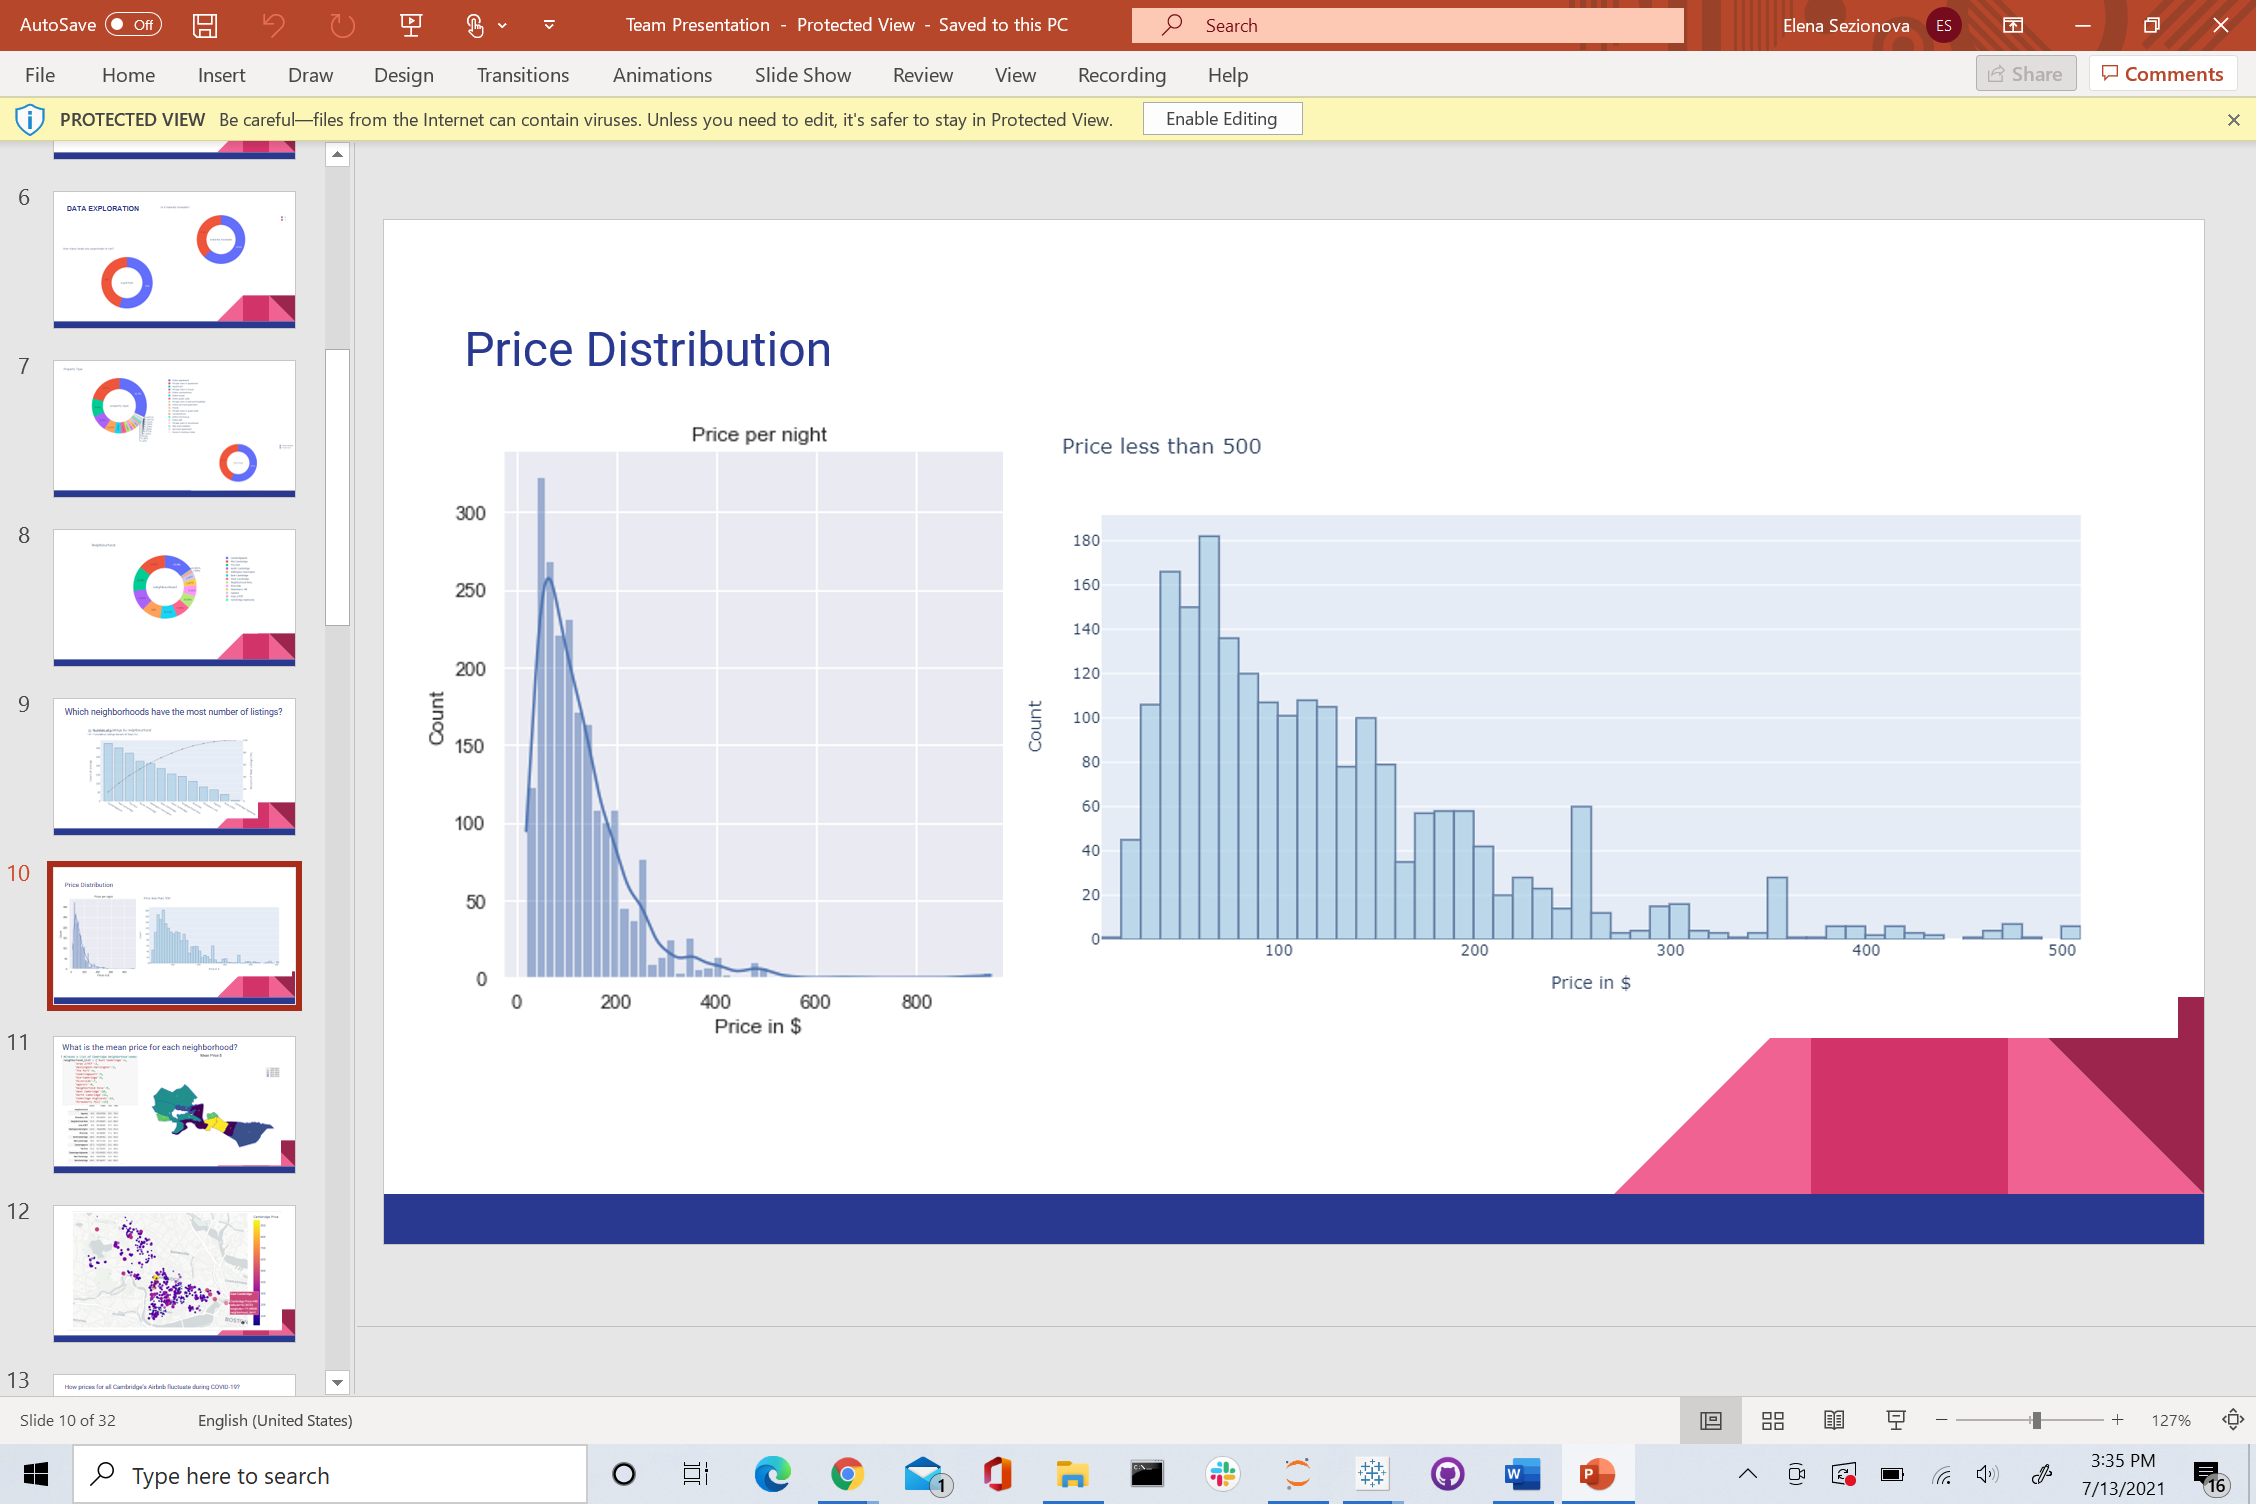 AutoSave Off
Team Presentation - Protected View - Saved to this PC
Search
Elena Sezionova ES
File Home Insert Draw Design Transitions Animations Slide Show Review View Recording Help
Share Comments
PROTECTED VIEW Be careful—files from the Internet can contain viruses. Unless you need to edit, it's safer to stay in Protected View. Enable Editing
6
DATA EXPLORATION
7
8
9
Which neighborhoods have the most number of listings?
10
Price Distribution
11
What is the mean price for each neighborhood?
12
13
How prices for all Cambridge's Airbnb fluctuate during COVID-19?
Price Distribution
Price per night
300
250
200
150
100
50
0
Count
0 200 400 600 800
Price in $
Price less than 500
180
160
140
120
100
80
60
40
20
0
Count
100 200 300 400 500
Price in $
Slide 10 of 32 English (United States)
127%
Type here to search
1
3:35 PM
7/13/2021
16